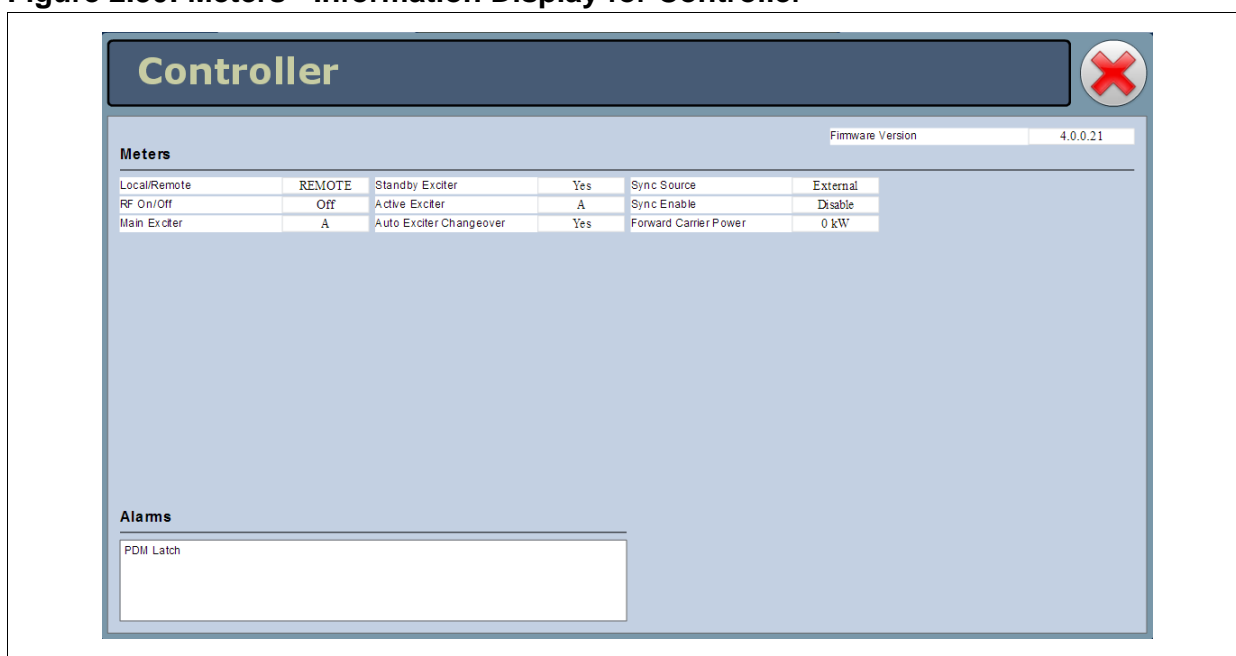 Controller
Firmware Version 4.0.0.21
Meters
Local/Remote REMOTE Standby Exciter Yes Sync Source External
RF On/Off Off Active Exciter A Sync Enable Disable
Main Exciter A Auto Exciter Changeover Yes Forward Carrier Power 0 kW
Alarms
PDM Latch